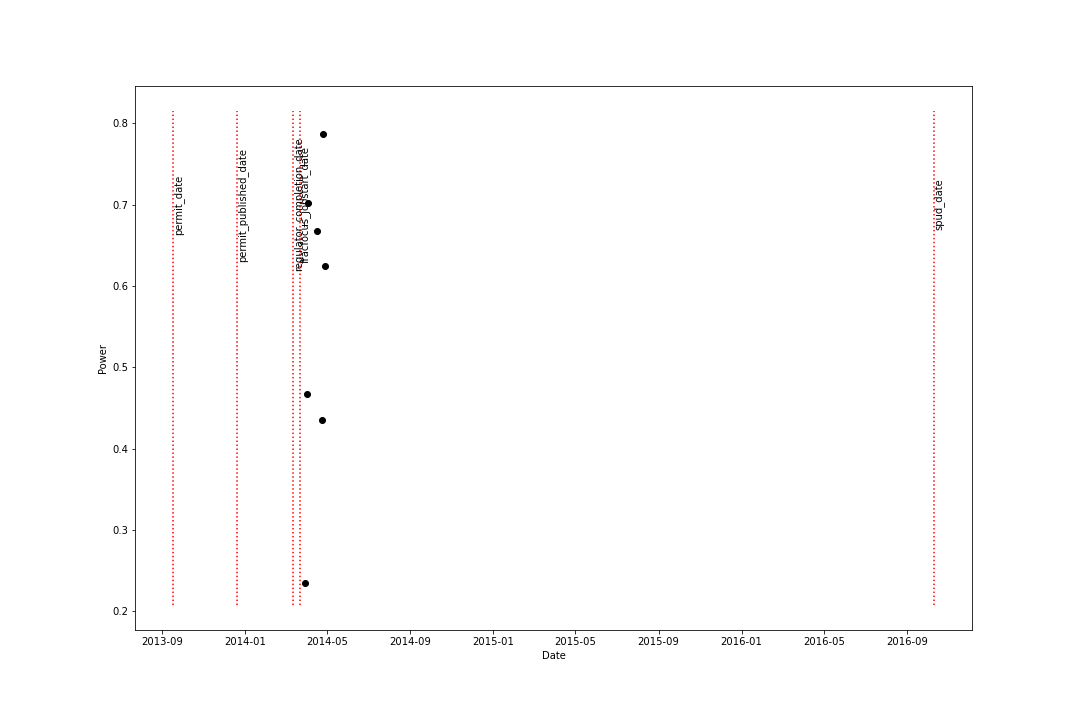 0.8
0.7
0.6
0.5
0.4
0.3
0.2
Power
permit_date
permit_published_date
regulator_completion_date
fracfocus_jobstart_date
spud_date
2013-09
2014-01
2014-05
2014-09
2015-01
2015-05
2015-09
2016-01
2016-05
2016-09
Date